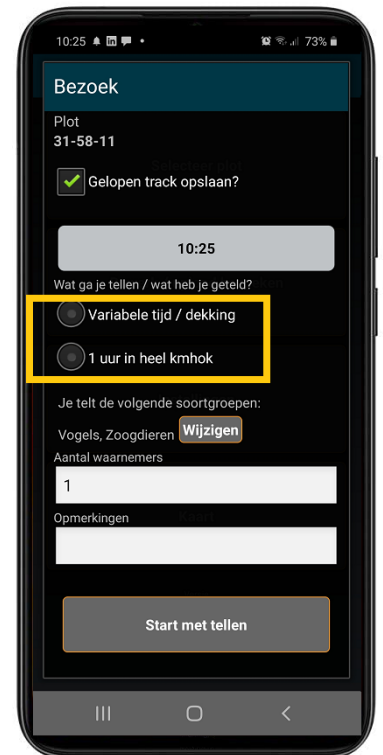 10:25
73%
Bezoek
Plot
31-58-11
Gelopen track opslaan?
10:25
Wat ga je tellen / wat heb je geteld?
Variabele tijd / dekking
1 uur in heel kmhok
Je telt de volgende soortgroepen:
Vogels, Zoogdieren Wijzigen
Aantal waarnemers
1
Opmerkingen
Start met tellen